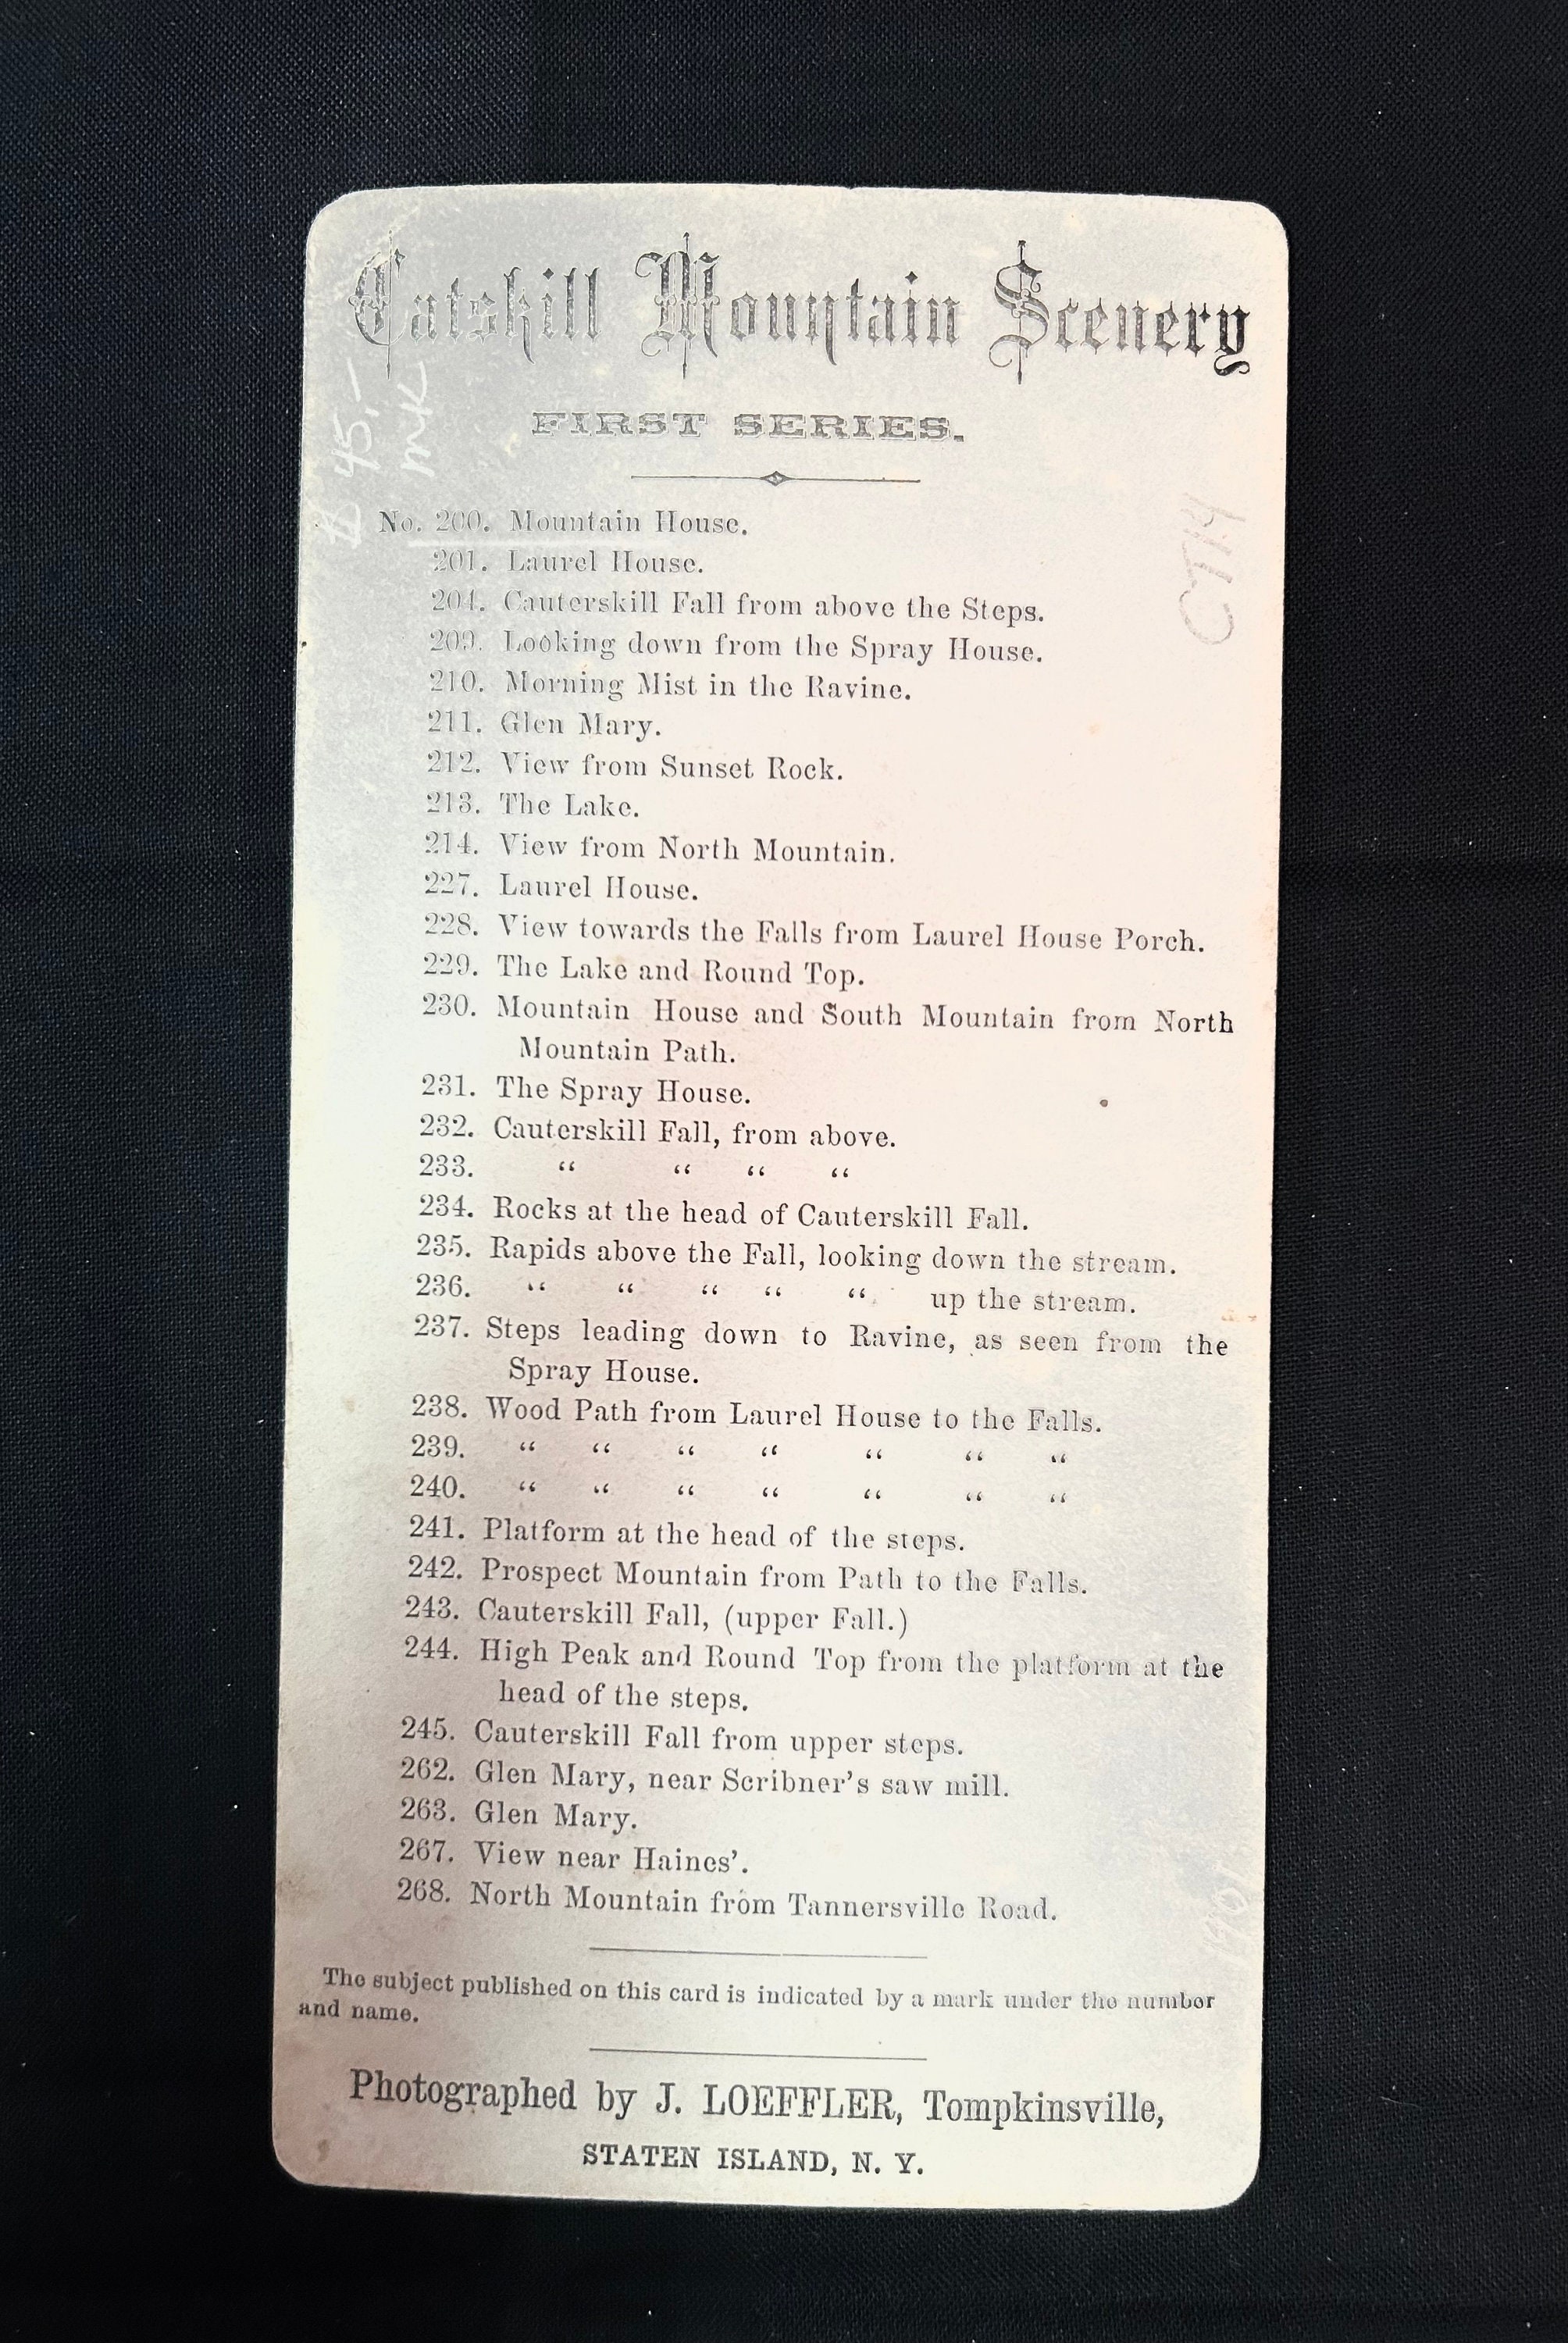 Catskill Mountain Scenery
FIRST SERIES.
45.-
mk
CTH
No. 200. Mountain House.
201. Laurel House.
204. Cauterskill Fall from above the Steps.
209. Looking down from the Spray House.
210. Morning Mist in the Ravine.
211. Glen Mary.
212. View from Sunset Rock.
213. The Lake.
214. View from North Mountain.
227. Laurel House.
228. View towards the Falls from Laurel House Porch.
229. The Lake and Round Top.
230. Mountain House and South Mountain from North
Mountain Path.
231. The Spray House.
232. Cauterskill Fall, from above.
233. “ “ “ “
234. Rocks at the head of Cauterskill Fall.
235. Rapids above the Fall, looking down the stream.
236. “ “ “ “ “ up the stream.
237. Steps leading down to Ravine, as seen from the
Spray House.
238. Wood Path from Laurel House to the Falls.
239. “ “ “ “ “ “ “
240. “ “ “ “ “ “ “
241. Platform at the head of the steps.
242. Prospect Mountain from Path to the Falls.
243. Cauterskill Fall, (upper Fall.)
244. High Peak and Round Top from the platform at the
head of the steps.
245. Cauterskill Fall from upper steps.
262. Glen Mary, near Scribner’s saw mill.
263. Glen Mary.
267. View near Haines’.
268. North Mountain from Tannersville Road.
The subject published on this card is indicated by a mark under the number
and name.
Photographed by J. LOEFFLER, Tompkinsville,
STATEN ISLAND, N. Y.